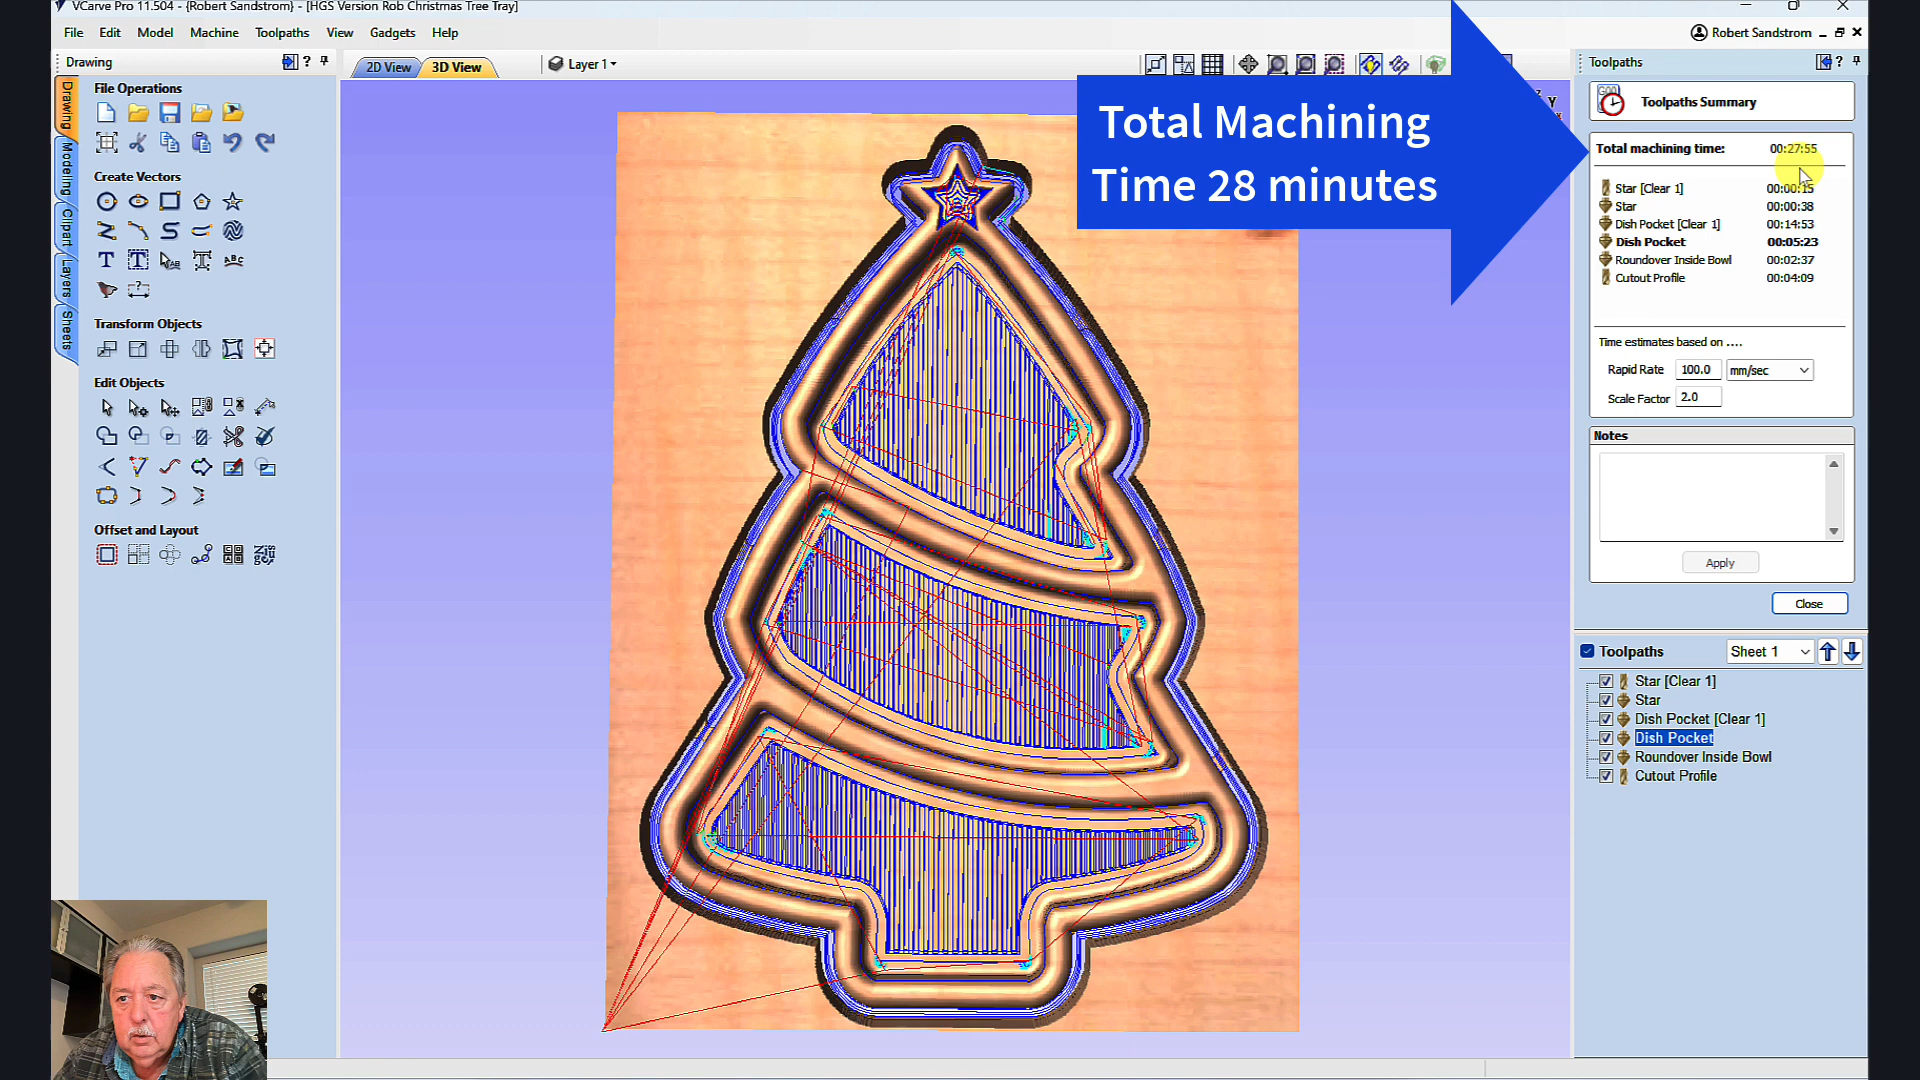 VCarve Pro 11.504 - {Robert Sandstrom} - [HGS Version Rob Christmas Tree Tray]
File Edit Model Machine Toolpaths View Gadgets Help
Robert Sandstrom
Drawing
2D View
3D View
Layer 1
Toolpaths
Drawing
Modeling
Clipart
Layers
Sheets
File Operations
Create Vectors
Transform Objects
Edit Objects
Offset and Layout
Total Machining
Time 28 minutes
Toolpaths Summary
Total machining time: 00:27:55
Star [Clear 1] 00:00:15
Star 00:00:38
Dish Pocket [Clear 1] 00:14:53
Dish Pocket 00:05:23
Roundover Inside Bowl 00:02:37
Cutout Profile 00:04:09
Time estimates based on ....
Rapid Rate 100.0 mm/sec
Scale Factor 2.0
Notes
Apply
Close
Toolpaths Sheet 1
Star [Clear 1]
Star
Dish Pocket [Clear 1]
Dish Pocket
Roundover Inside Bowl
Cutout Profile